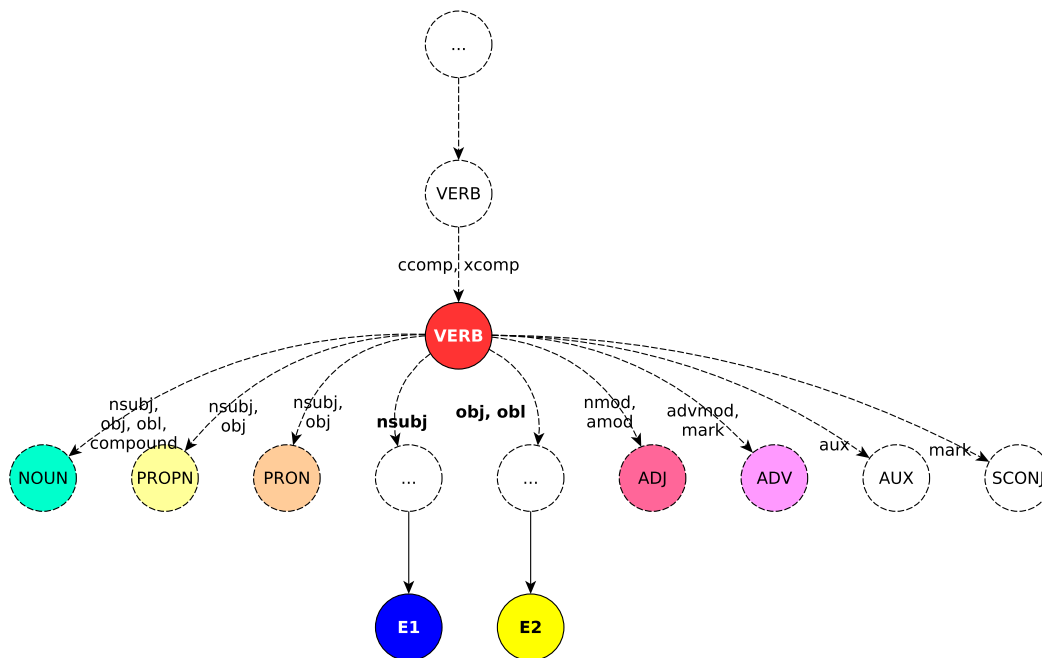 ...
VERB
ccomp, xcomp
VERB
nsubj,
obj, obl,
compound
nsubj,
obj
nsubj,
obj
nsubj
obj, obl
nmod,
amod
advmod,
mark
aux
mark
NOUN
PROPN
PRON
...
...
ADJ
ADV
AUX
SCONJ
E1
E2